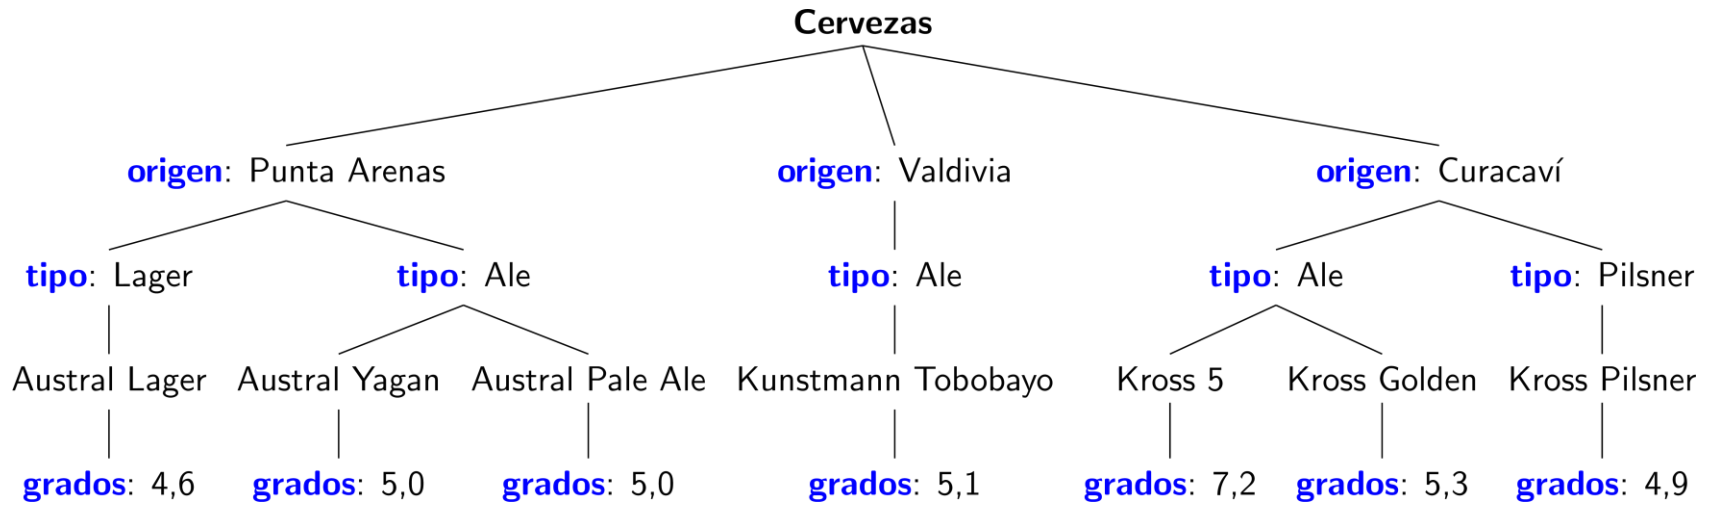 Cervezas
origen: Punta Arenas origen: Valdivia origen: Curacaví
tipo: Lager tipo: Ale tipo: Ale tipo: Ale tipo: Pilsner
Austral Lager Austral Yagan Austral Pale Ale Kunstmann Tobobayo Kross 5 Kross Golden Kross Pilsner
grados: 4,6 grados: 5,0 grados: 5,0 grados: 5,1 grados: 7,2 grados: 5,3 grados: 4,9